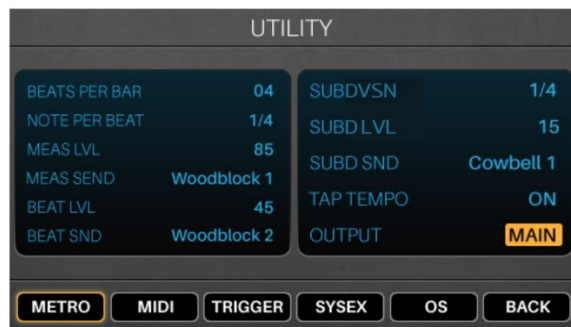 UTILITY
BEATS PER BAR 04
NOTE PER BEAT 1/4
MEAS LVL 85
MEAS SEND Woodblock 1
BEAT LVL 45
BEAT SND Woodblock 2
SUBDVSN 1/4
SUBD LVL 15
SUBD SND Cowbell 1
TAP TEMPO ON
OUTPUT MAIN
METRO MIDI TRIGGER SYSEX OS BACK